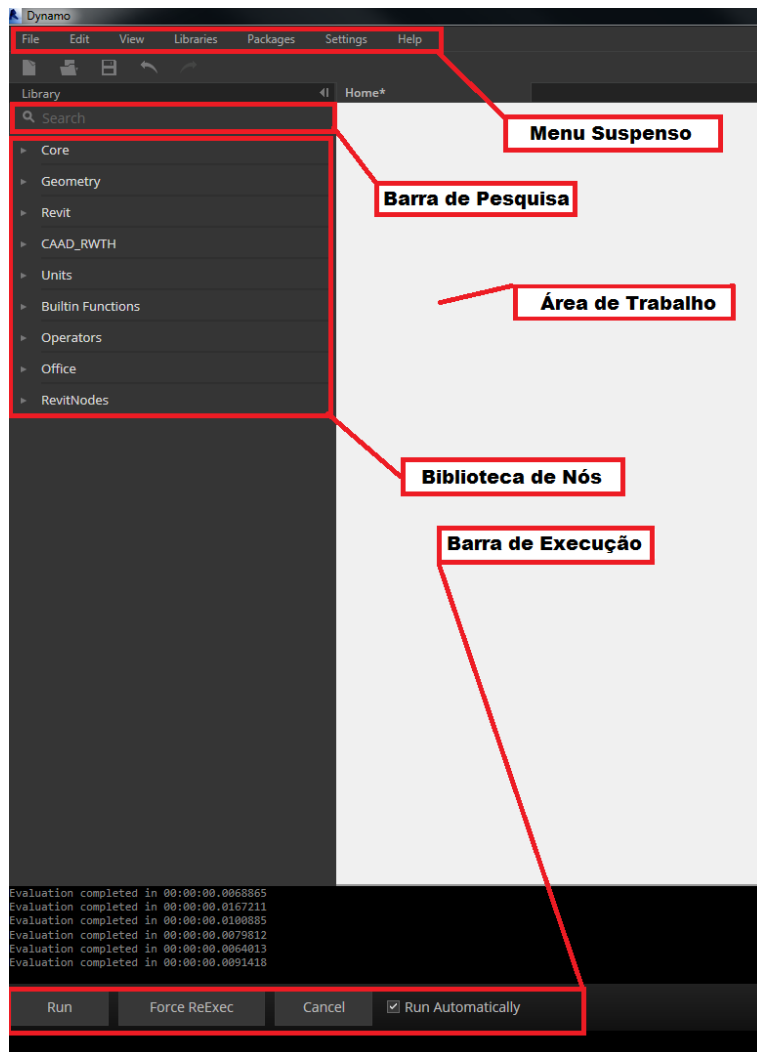 Dynamo
File Edit View Libraries Packages Settings Help
Library
Home*
Search
Menu Suspenso
Core
Geometry
Barra de Pesquisa
Revit
CAAD_RWTH
Units
Área de Trabalho
Builtin Functions
Operators
Office
RevitNodes
Biblioteca de Nós
Barra de Execução
Evaluation completed in 00:00:00.0068865
Evaluation completed in 00:00:00.0167211
Evaluation completed in 00:00:00.0100885
Evaluation completed in 00:00:00.0079812
Evaluation completed in 00:00:00.0064013
Evaluation completed in 00:00:00.0091418
Run Force ReExec Cancel Run Automatically